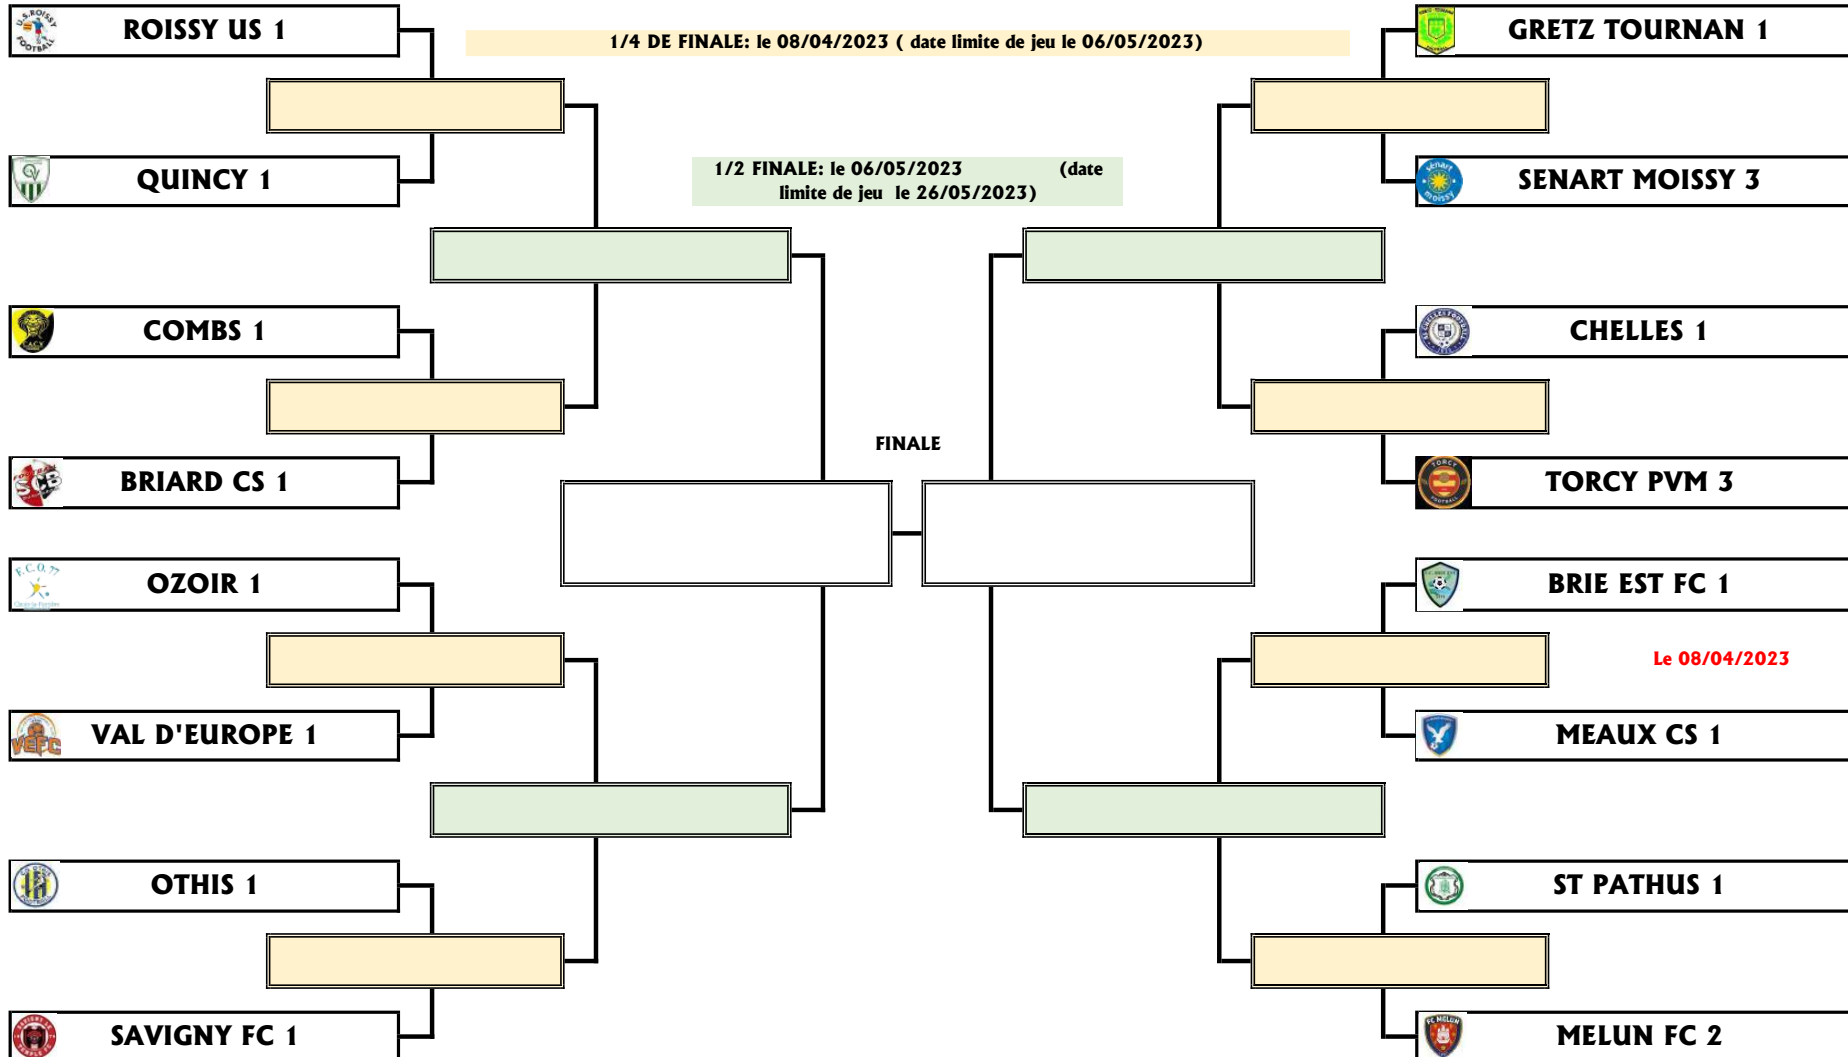 ROISSY US 1
1/4 DE FINALE: le 08/04/2023 ( date limite de jeu le 06/05/2023)
GRETZ TOURNAN 1
QUINCY 1
1/2 FINALE: le 06/05/2023 (date
limite de jeu le 26/05/2023)
SENART MOISSY 3
COMBS 1
CHELLES 1
FINALE
BRIARD CS 1
TORCY PVM 3
OZOIR 1
BRIE EST FC 1
Le 08/04/2023
VAL D'EUROPE 1
MEAUX CS 1
OTHIS 1
ST PATHUS 1
SAVIGNY FC 1
MELUN FC 2